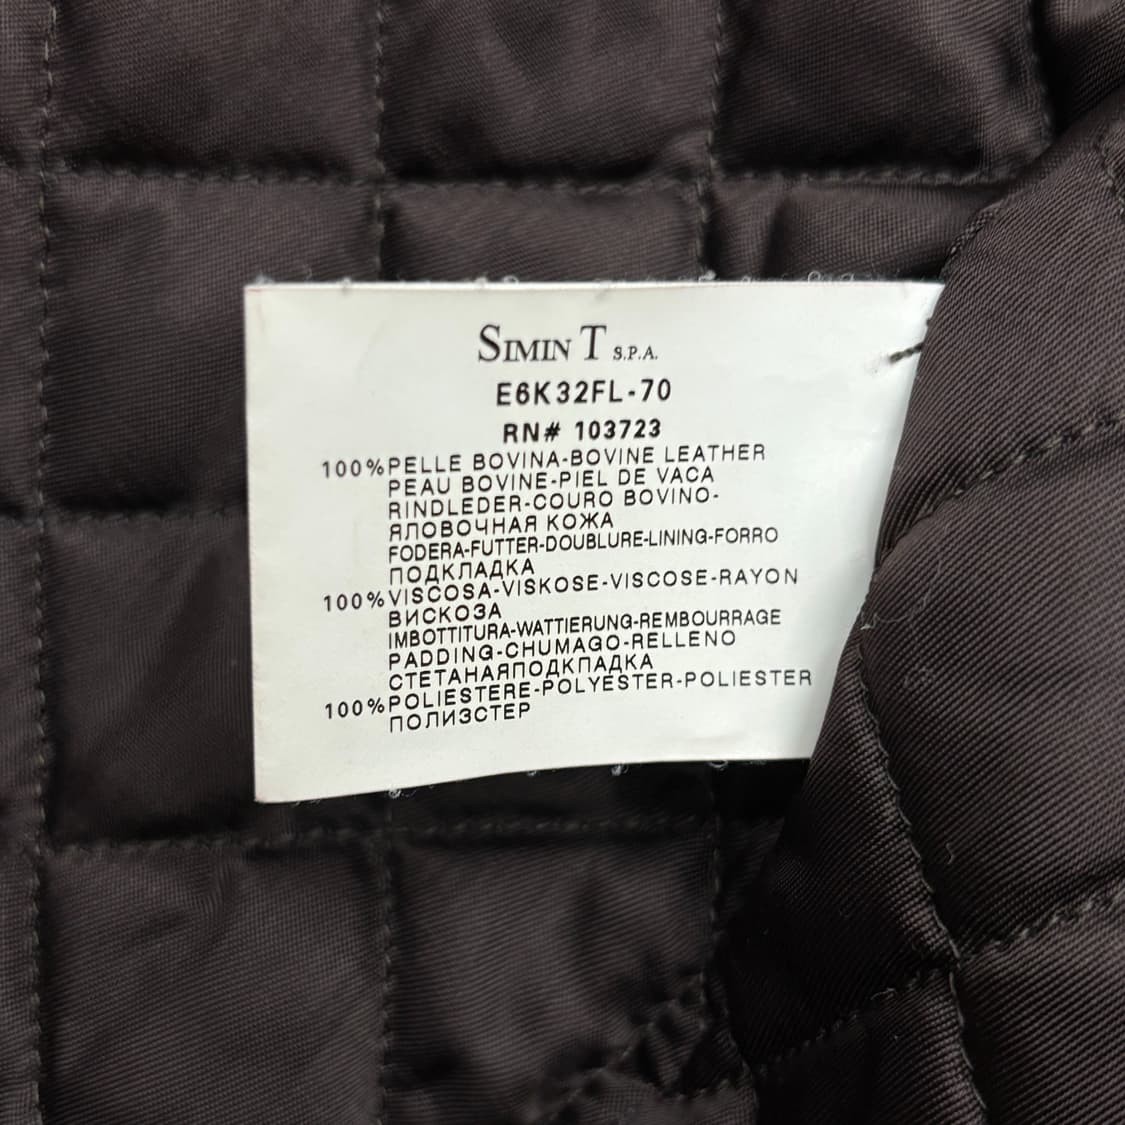 SIMIN T S.P.A.
E6K32FL-70
RN# 103723
100% PELLE BOVINA-BOVINE LEATHER
PEAU BOVINE-PIEL DE VACA
RINDLEDER-COURO BOVINO-
ЯЛОВОЧНАЯ КОЖА
FODERA-FUTTER-DOUBLURE-LINING-FORRO
ПОДКЛАДКА
100% VISCOSA-VISKOSE-VISCOSE-RAYON
ВИСКОЗА
IMBOTTITURA-WATTIERUNG-REMBOURRAGE
PADDING-CHUMAGO-RELLENO
СТЕТАНАЯПОДКПАДКА
100% POLIESTERE-POLYESTER-POLIESTER
ПОЛИЗСТЕР